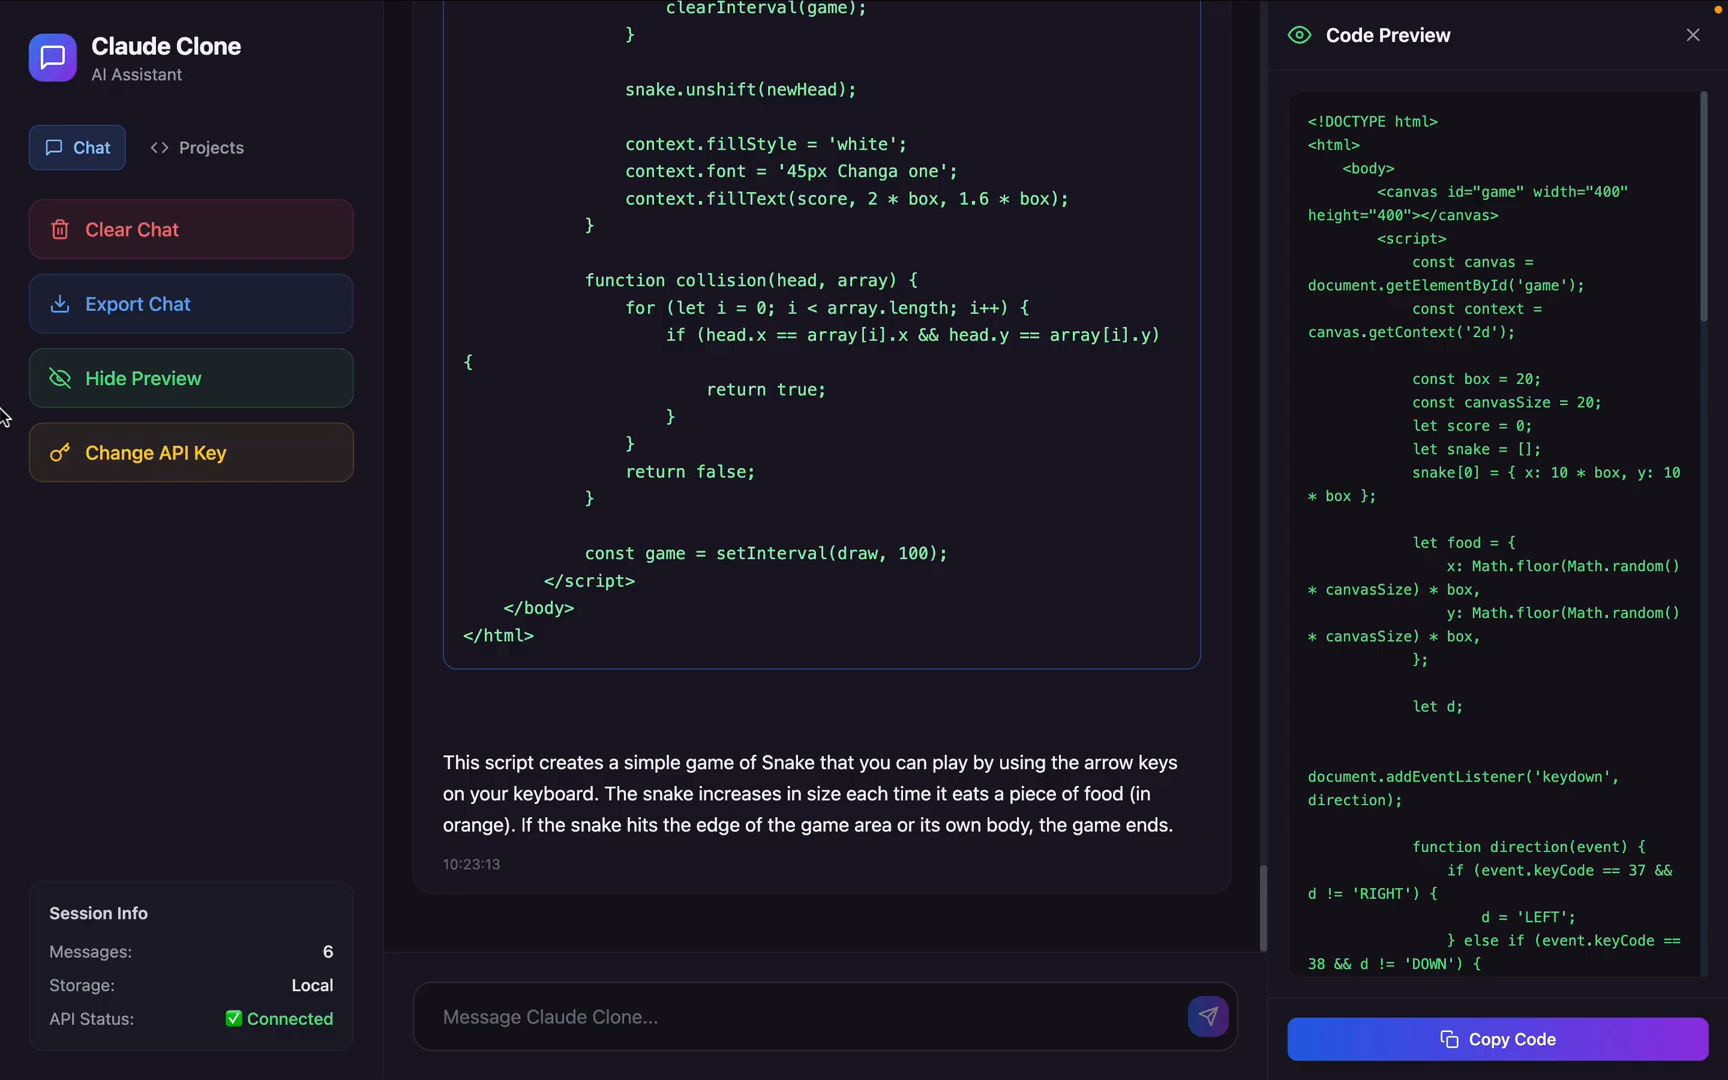 Claude Clone
AI Assistant
Chat
Projects
Clear Chat
Export Chat
Hide Preview
Change API Key
Session Info
Messages: 6
Storage: Local
API Status: ✅ Connected
clearInterval(game);
}
snake.unshift(newHead);
context.fillStyle = 'white';
context.font = '45px Changa one';
context.fillText(score, 2 * box, 1.6 * box);
}
function collision(head, array) {
for (let i = 0; i < array.length; i++) {
if (head.x == array[i].x && head.y == array[i].y)
{
return true;
}
}
return false;
}
const game = setInterval(draw, 100);
</script>
</body>
</html>
This script creates a simple game of Snake that you can play by using the arrow keys
on your keyboard. The snake increases in size each time it eats a piece of food (in
orange). If the snake hits the edge of the game area or its own body, the game ends.
10:23:13
Message Claude Clone...
Code Preview
<!DOCTYPE html>
<html>
<body>
<canvas id="game" width="400"
height="400"></canvas>
<script>
const canvas =
document.getElementById('game');
const context =
canvas.getContext('2d');
const box = 20;
const canvasSize = 20;
let score = 0;
let snake = [];
snake[0] = { x: 10 * box, y: 10
* box };
let food = {
x: Math.floor(Math.random()
* canvasSize) * box,
y: Math.floor(Math.random()
* canvasSize) * box,
};
let d;
document.addEventListener('keydown',
direction);
function direction(event) {
if (event.keyCode == 37 &&
d != 'RIGHT') {
d = 'LEFT';
} else if (event.keyCode ==
38 && d != 'DOWN') {
Copy Code